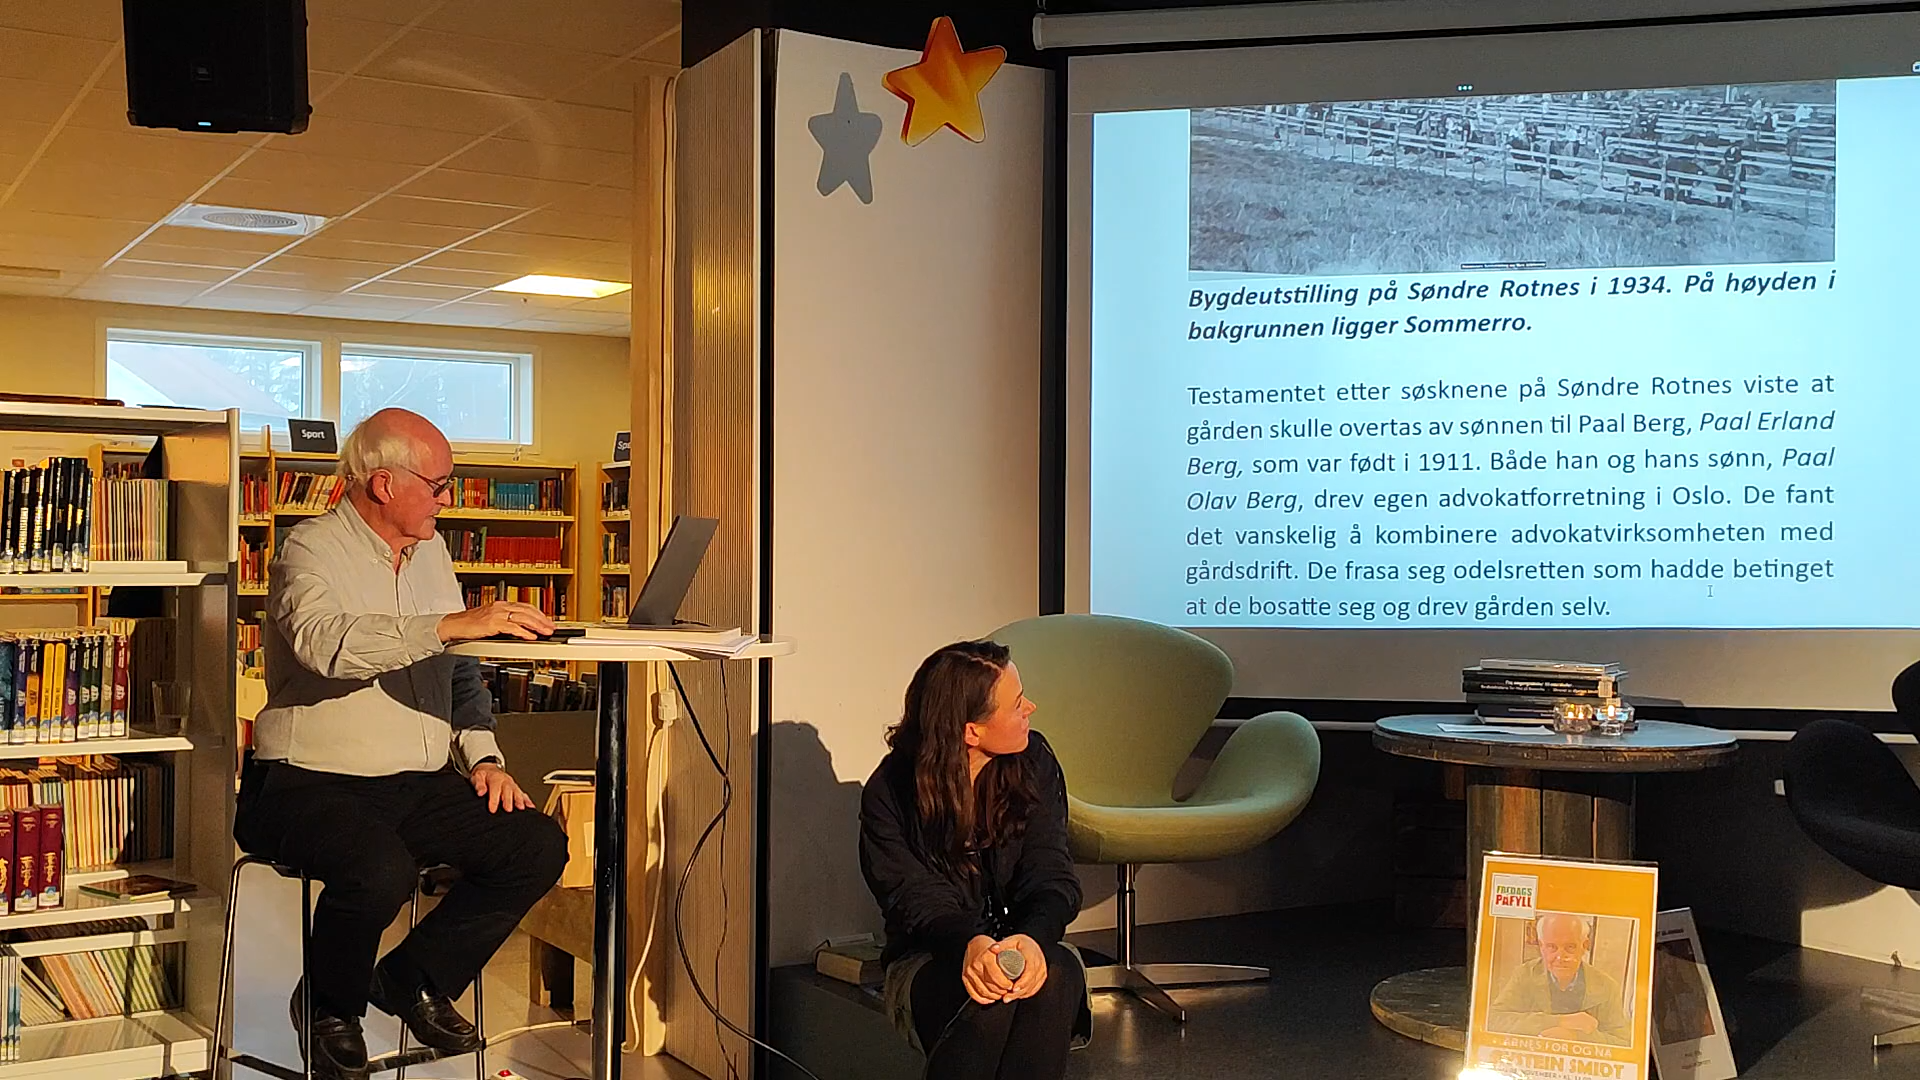 Bygdeutstilling på Søndre Rotnes i 1934. På høyden i
bakgrunnen ligger Sommerro.
Testamentet etter søsknene på Søndre Rotnes viste at
gården skulle overtas av sønnen til Paal Berg, Paal Erland
Berg, som var født i 1911. Både han og hans sønn, Paal
Olav Berg, drev egen advokatforretning i Oslo. De fant
det vanskelig å kombinere advokatvirksomheten med
gårdsdrift. De frasa seg odelsretten som hadde betinget
at de bosatte seg og drev gården selv.
Sport
FREDAGS
PÅFYLL
FØR OG NÅ
SMIDT